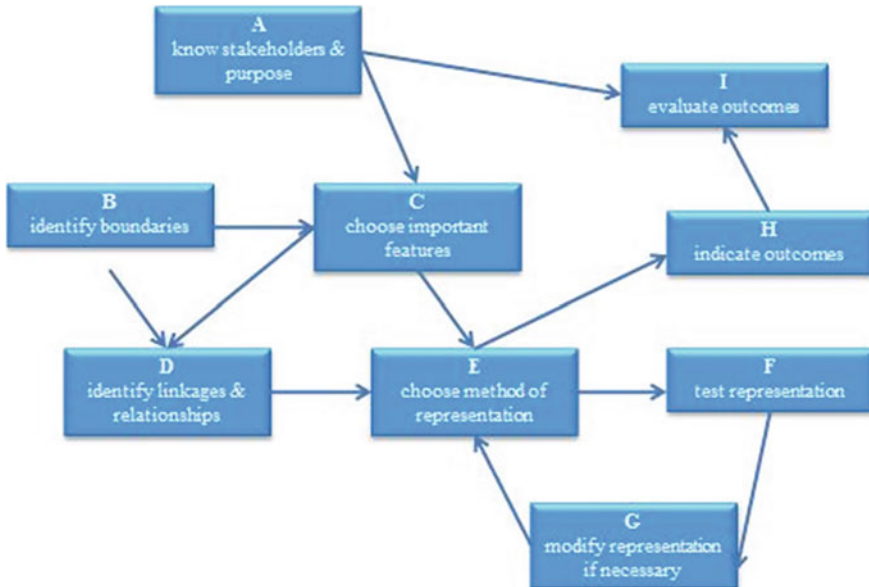 A
know stakeholders &
purpose
I
evaluate outcomes
B
identify boundaries
C
choose important
features
H
indicate outcomes
D
identify linkages &
relationships
E
choose method of
representation
F
test representation
G
modify representation
if necessary